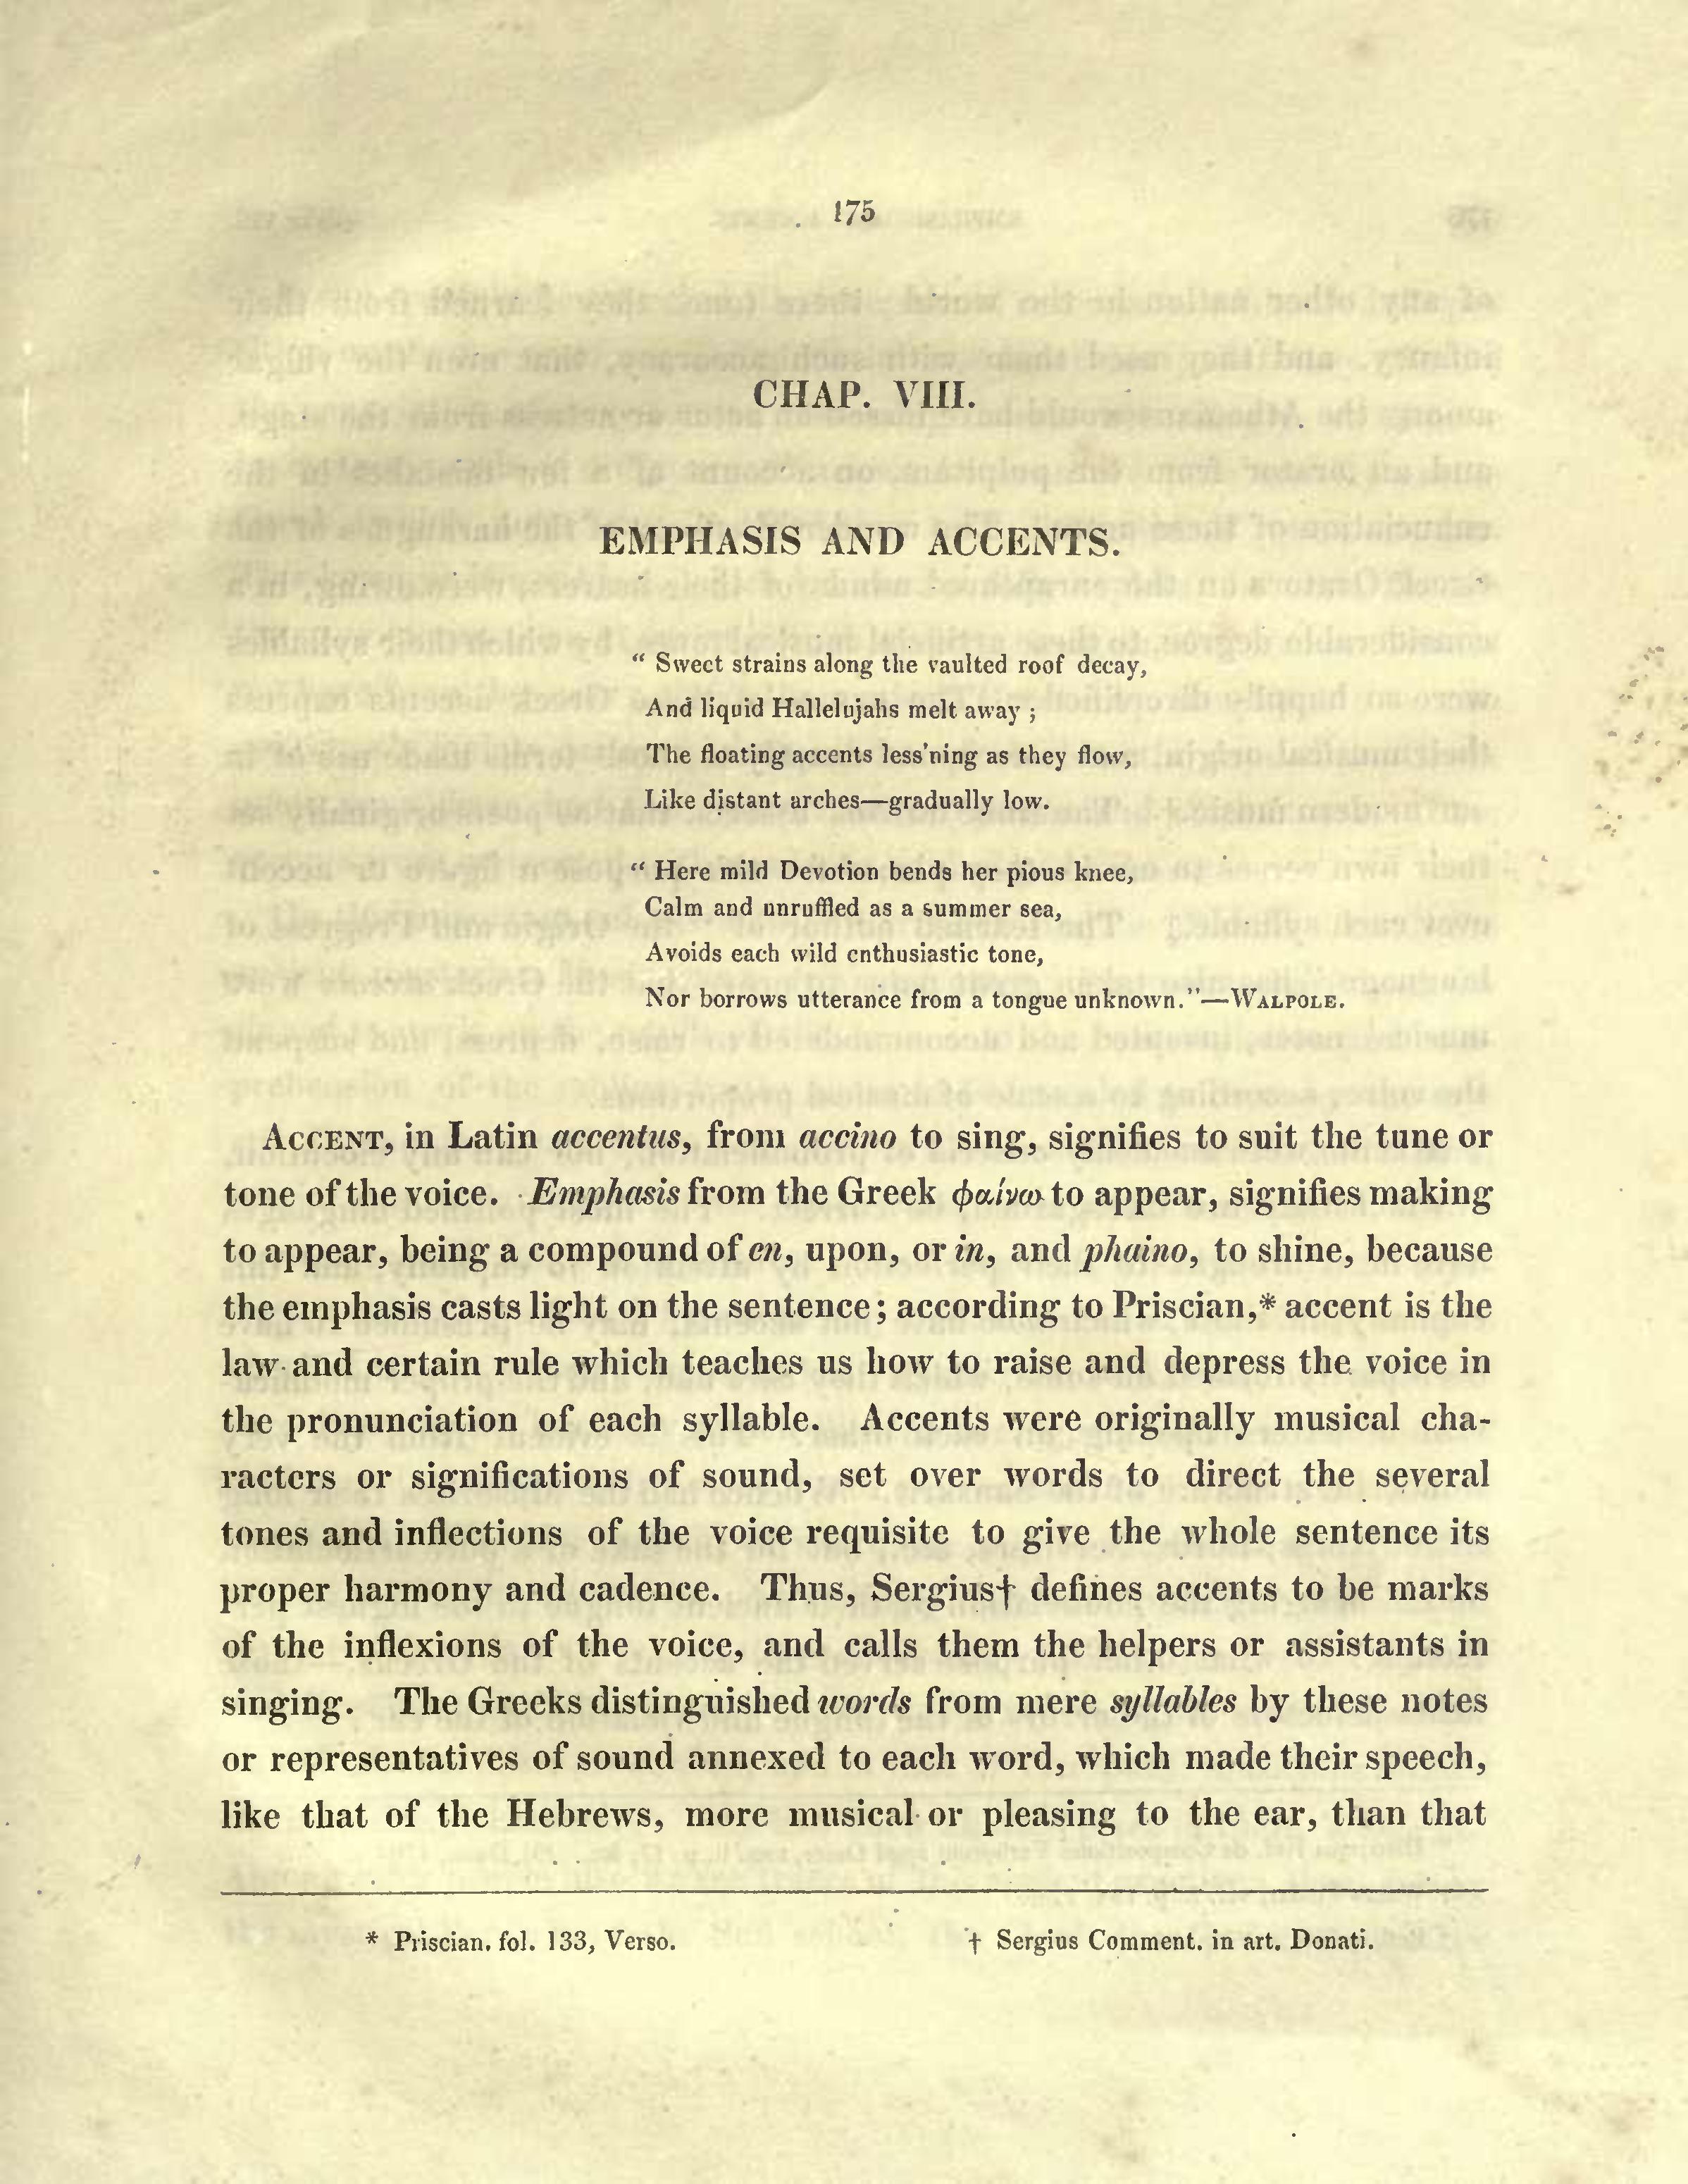 175
CHAP. VIII.
EMPHASIS AND ACCENTS.
“ Sweet strains along the vaulted roof decay,
And liquid Hallelujahs melt away ;
The floating accents less'ning as they flow,
Like distant arches—gradually low.
“ Here mild Devotion bends her pious knee,
Calm and unruffled as a summer sea,
Avoids each wild enthusiastic tone,
Nor borrows utterance from a tongue unknown.”—WALPOLE.
ACCENT, in Latin accentus, from accino to sing, signifies to suit the tune or
tone of the voice. Emphasis from the Greek φαίνω to appear, signifies making
to appear, being a compound of en, upon, or in, and phaino, to shine, because
the emphasis casts light on the sentence; according to Priscian,* accent is the
law and certain rule which teaches us how to raise and depress the voice in
the pronunciation of each syllable. Accents were originally musical cha-
racters or significations of sound, set over words to direct the several
tones and inflections of the voice requisite to give the whole sentence its
proper harmony and cadence. Thus, Sergius† defines accents to be marks
of the inflexions of the voice, and calls them the helpers or assistants in
singing. The Greeks distinguished words from mere syllables by these notes
or representatives of sound annexed to each word, which made their speech,
like that of the Hebrews, more musical or pleasing to the ear, than that
* Priscian. fol. 133, Verso.
† Sergius Comment. in art. Donati.